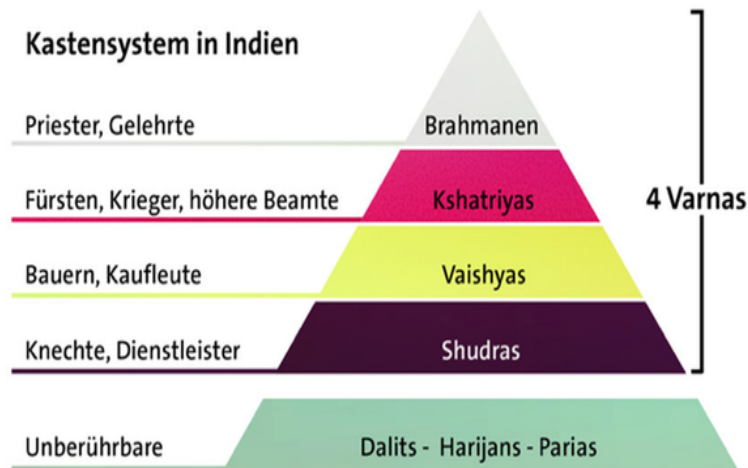 Kastensystem in Indien
Priester, Gelehrte Brahmanen
Fürsten, Krieger, höhere Beamte Kshatriyas 4 Varnas
Bauern, Kaufleute Vaishyas
Knechte, Dienstleister Shudras
Unberührbare Dalits - Harijans - Parias